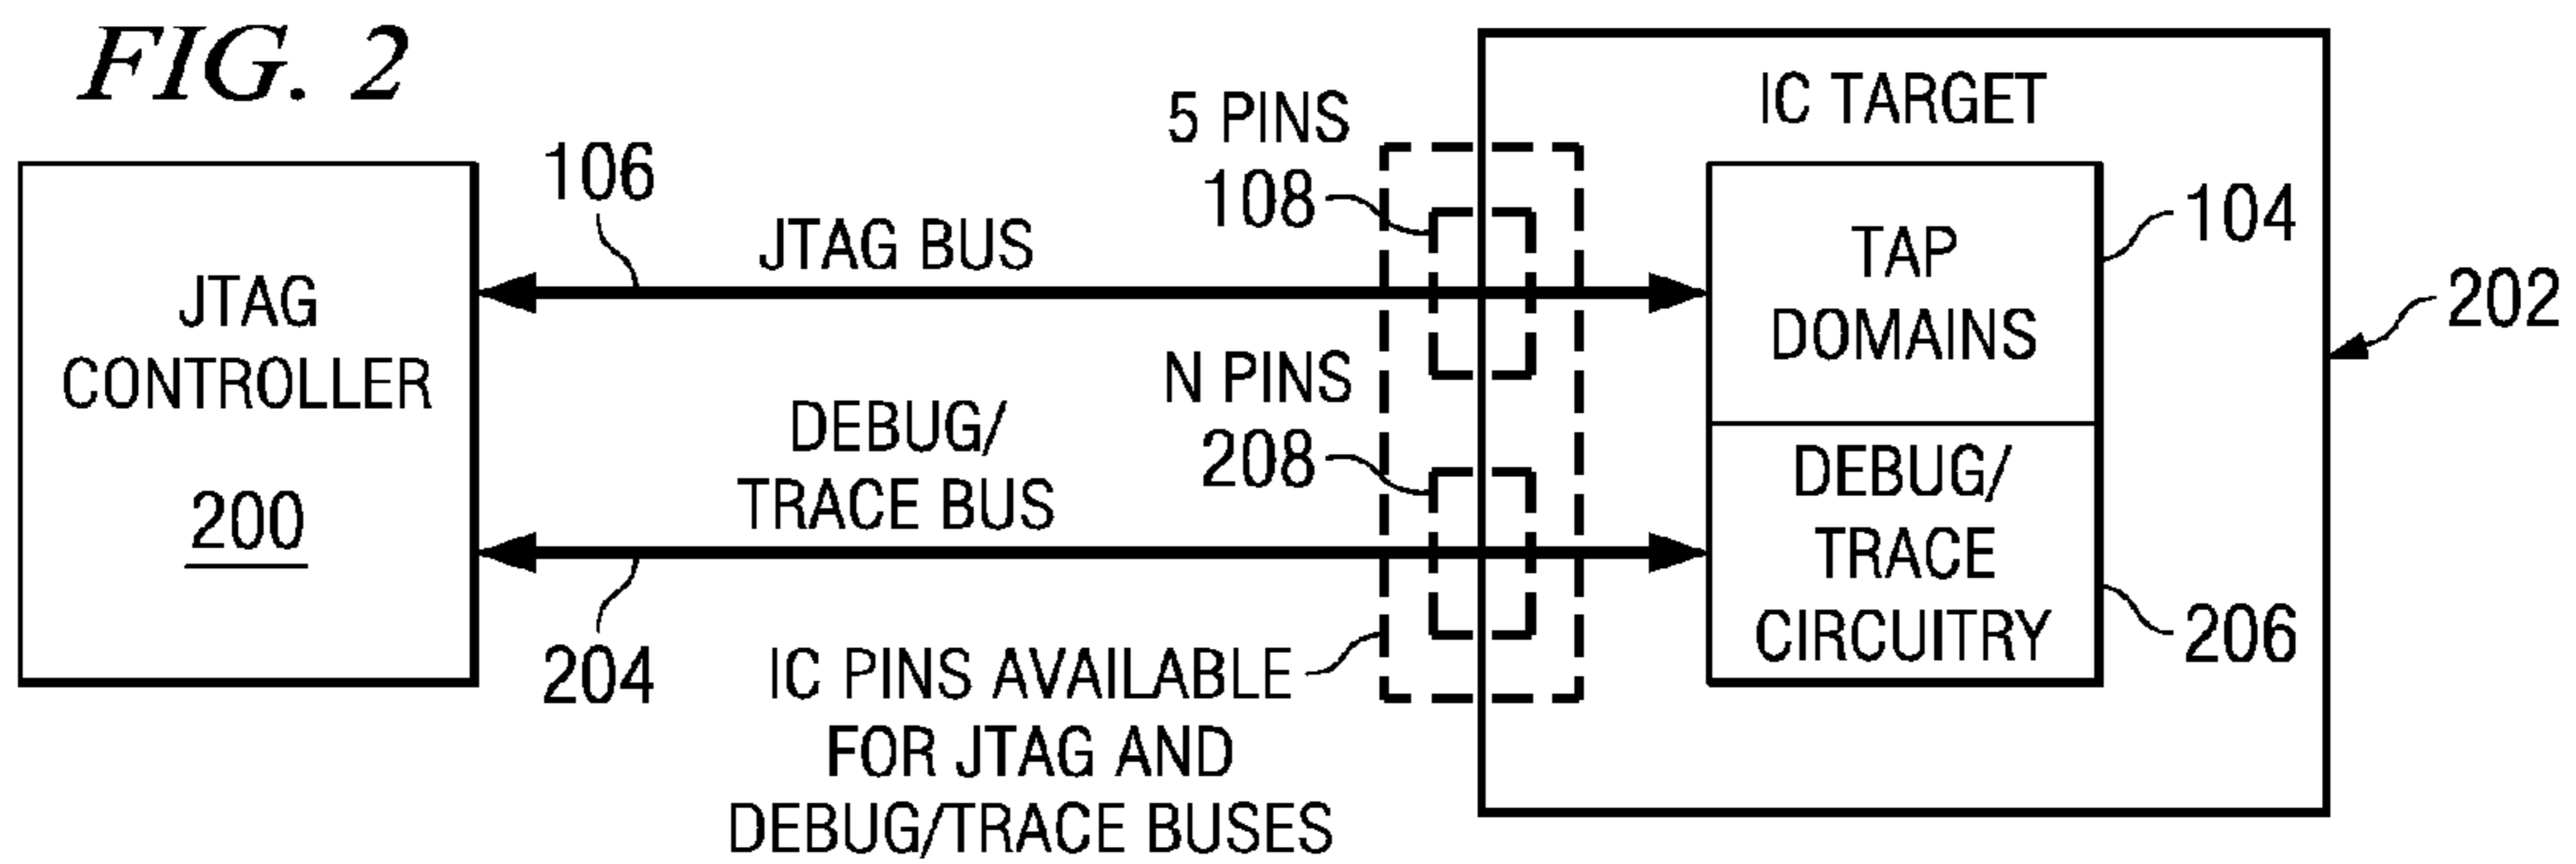 FIG. 2
JTAG
CONTROLLER
200
106
JTAG BUS
DEBUG/
TRACE BUS
204
5 PINS
108
N PINS
208
IC PINS AVAILABLE
FOR JTAG AND
DEBUG/TRACE BUSES
IC TARGET
TAP
DOMAINS
DEBUG/
TRACE
CIRCUITRY
104
202
206